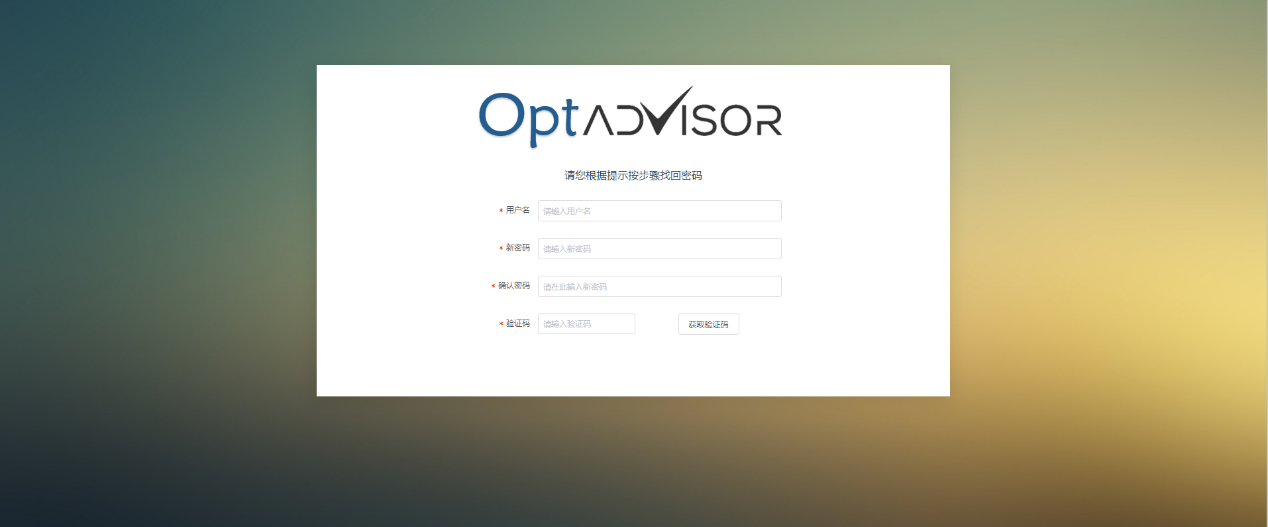 OptADVISOR
请您根据提示按步骤找回密码
* 用户名 请输入用户名
* 新密码 请输入新密码
* 确认密码 请在此输入新密码
* 验证码 请输入验证码 获取验证码